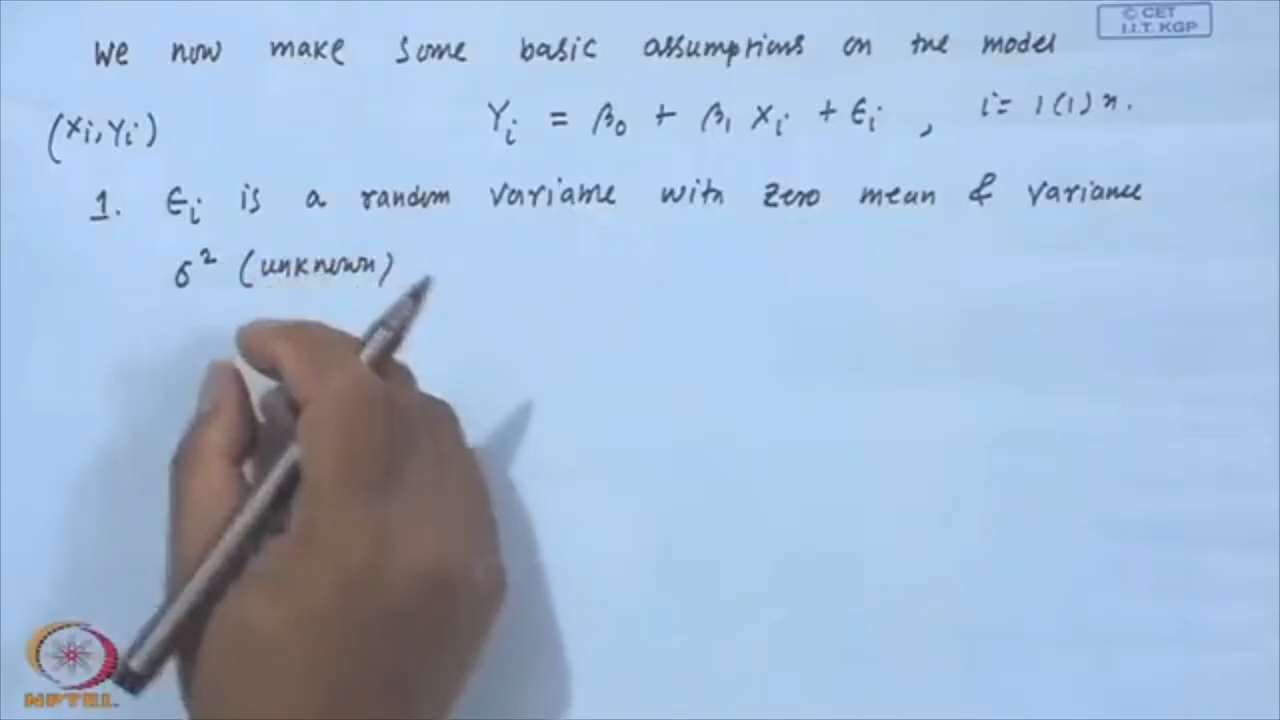 © CET
I.I.T. KGP
We now make some basic assumptions on the model
(Xi, Yi) Yi = β0 + β1 Xi + ϵi , i = 1(1)n.
1. ϵi is a random variable with zero mean & variance
σ² (unknown)
NPTEL